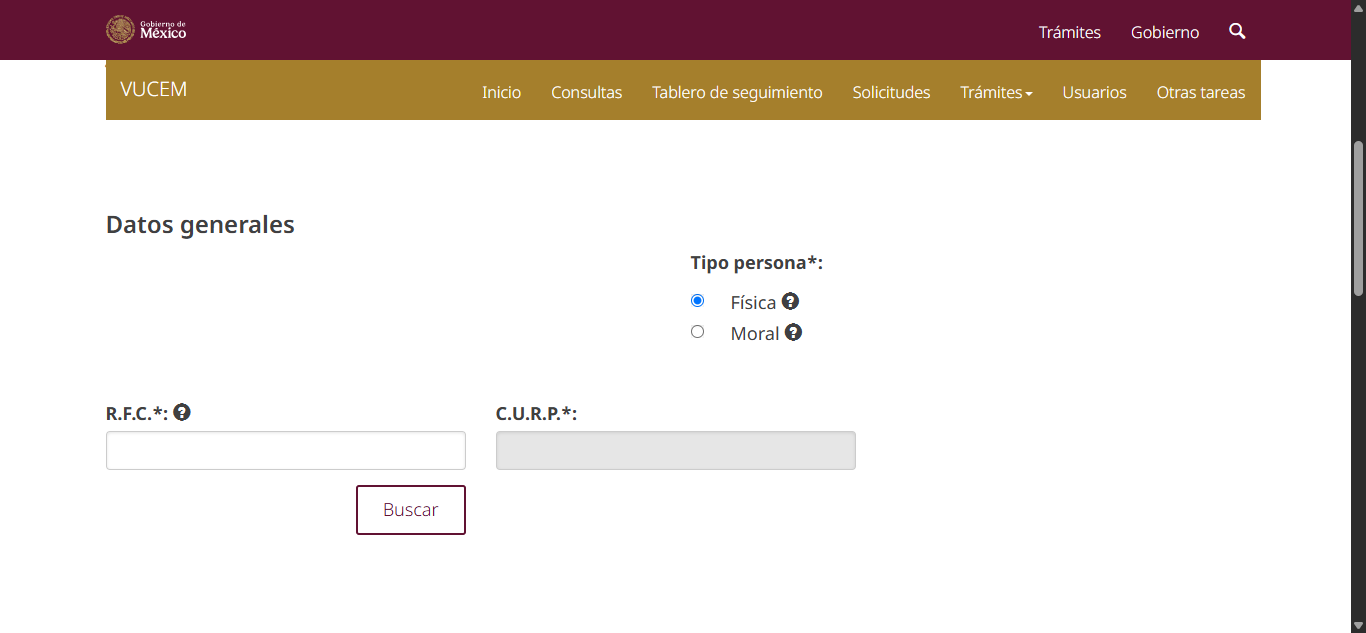 Gobierno de
México
Trámites Gobierno
VUCEM Inicio Consultas Tablero de seguimiento Solicitudes Trámites Usuarios Otras tareas
Datos generales
Tipo persona*:
Física ?
Moral ?
R.F.C.*: ? C.U.R.P.*:
Buscar